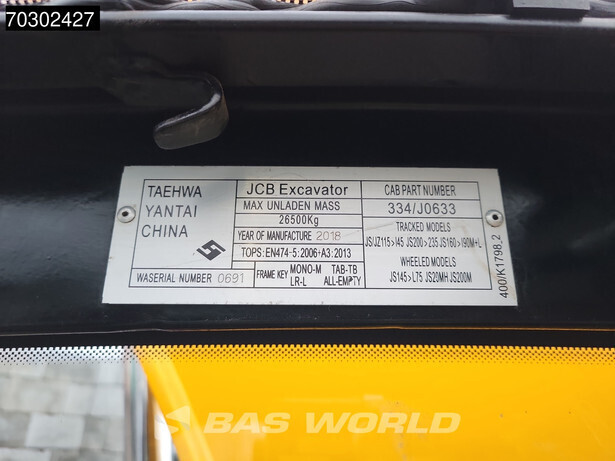 70302427
TAEHWA
YANTAI
CHINA
WASERIAL NUMBER 0691
JCB Excavator
MAX UNLADEN MASS
26500Kg
YEAR OF MANUFACTURE 2018
TOPS:EN474-5:2006+A3:2013
FRAME KEY MONO-M TAB-TB
LR-L ALL-EMPTY
CAB PART NUMBER
334/J0633
TRACKED MODELS
JS/JZ115>145 JS200>235 JS160>190M+L
WHEELED MODELS
JS145>L75 JS20MH JS200M
400/K1798_2
BAS WORLD